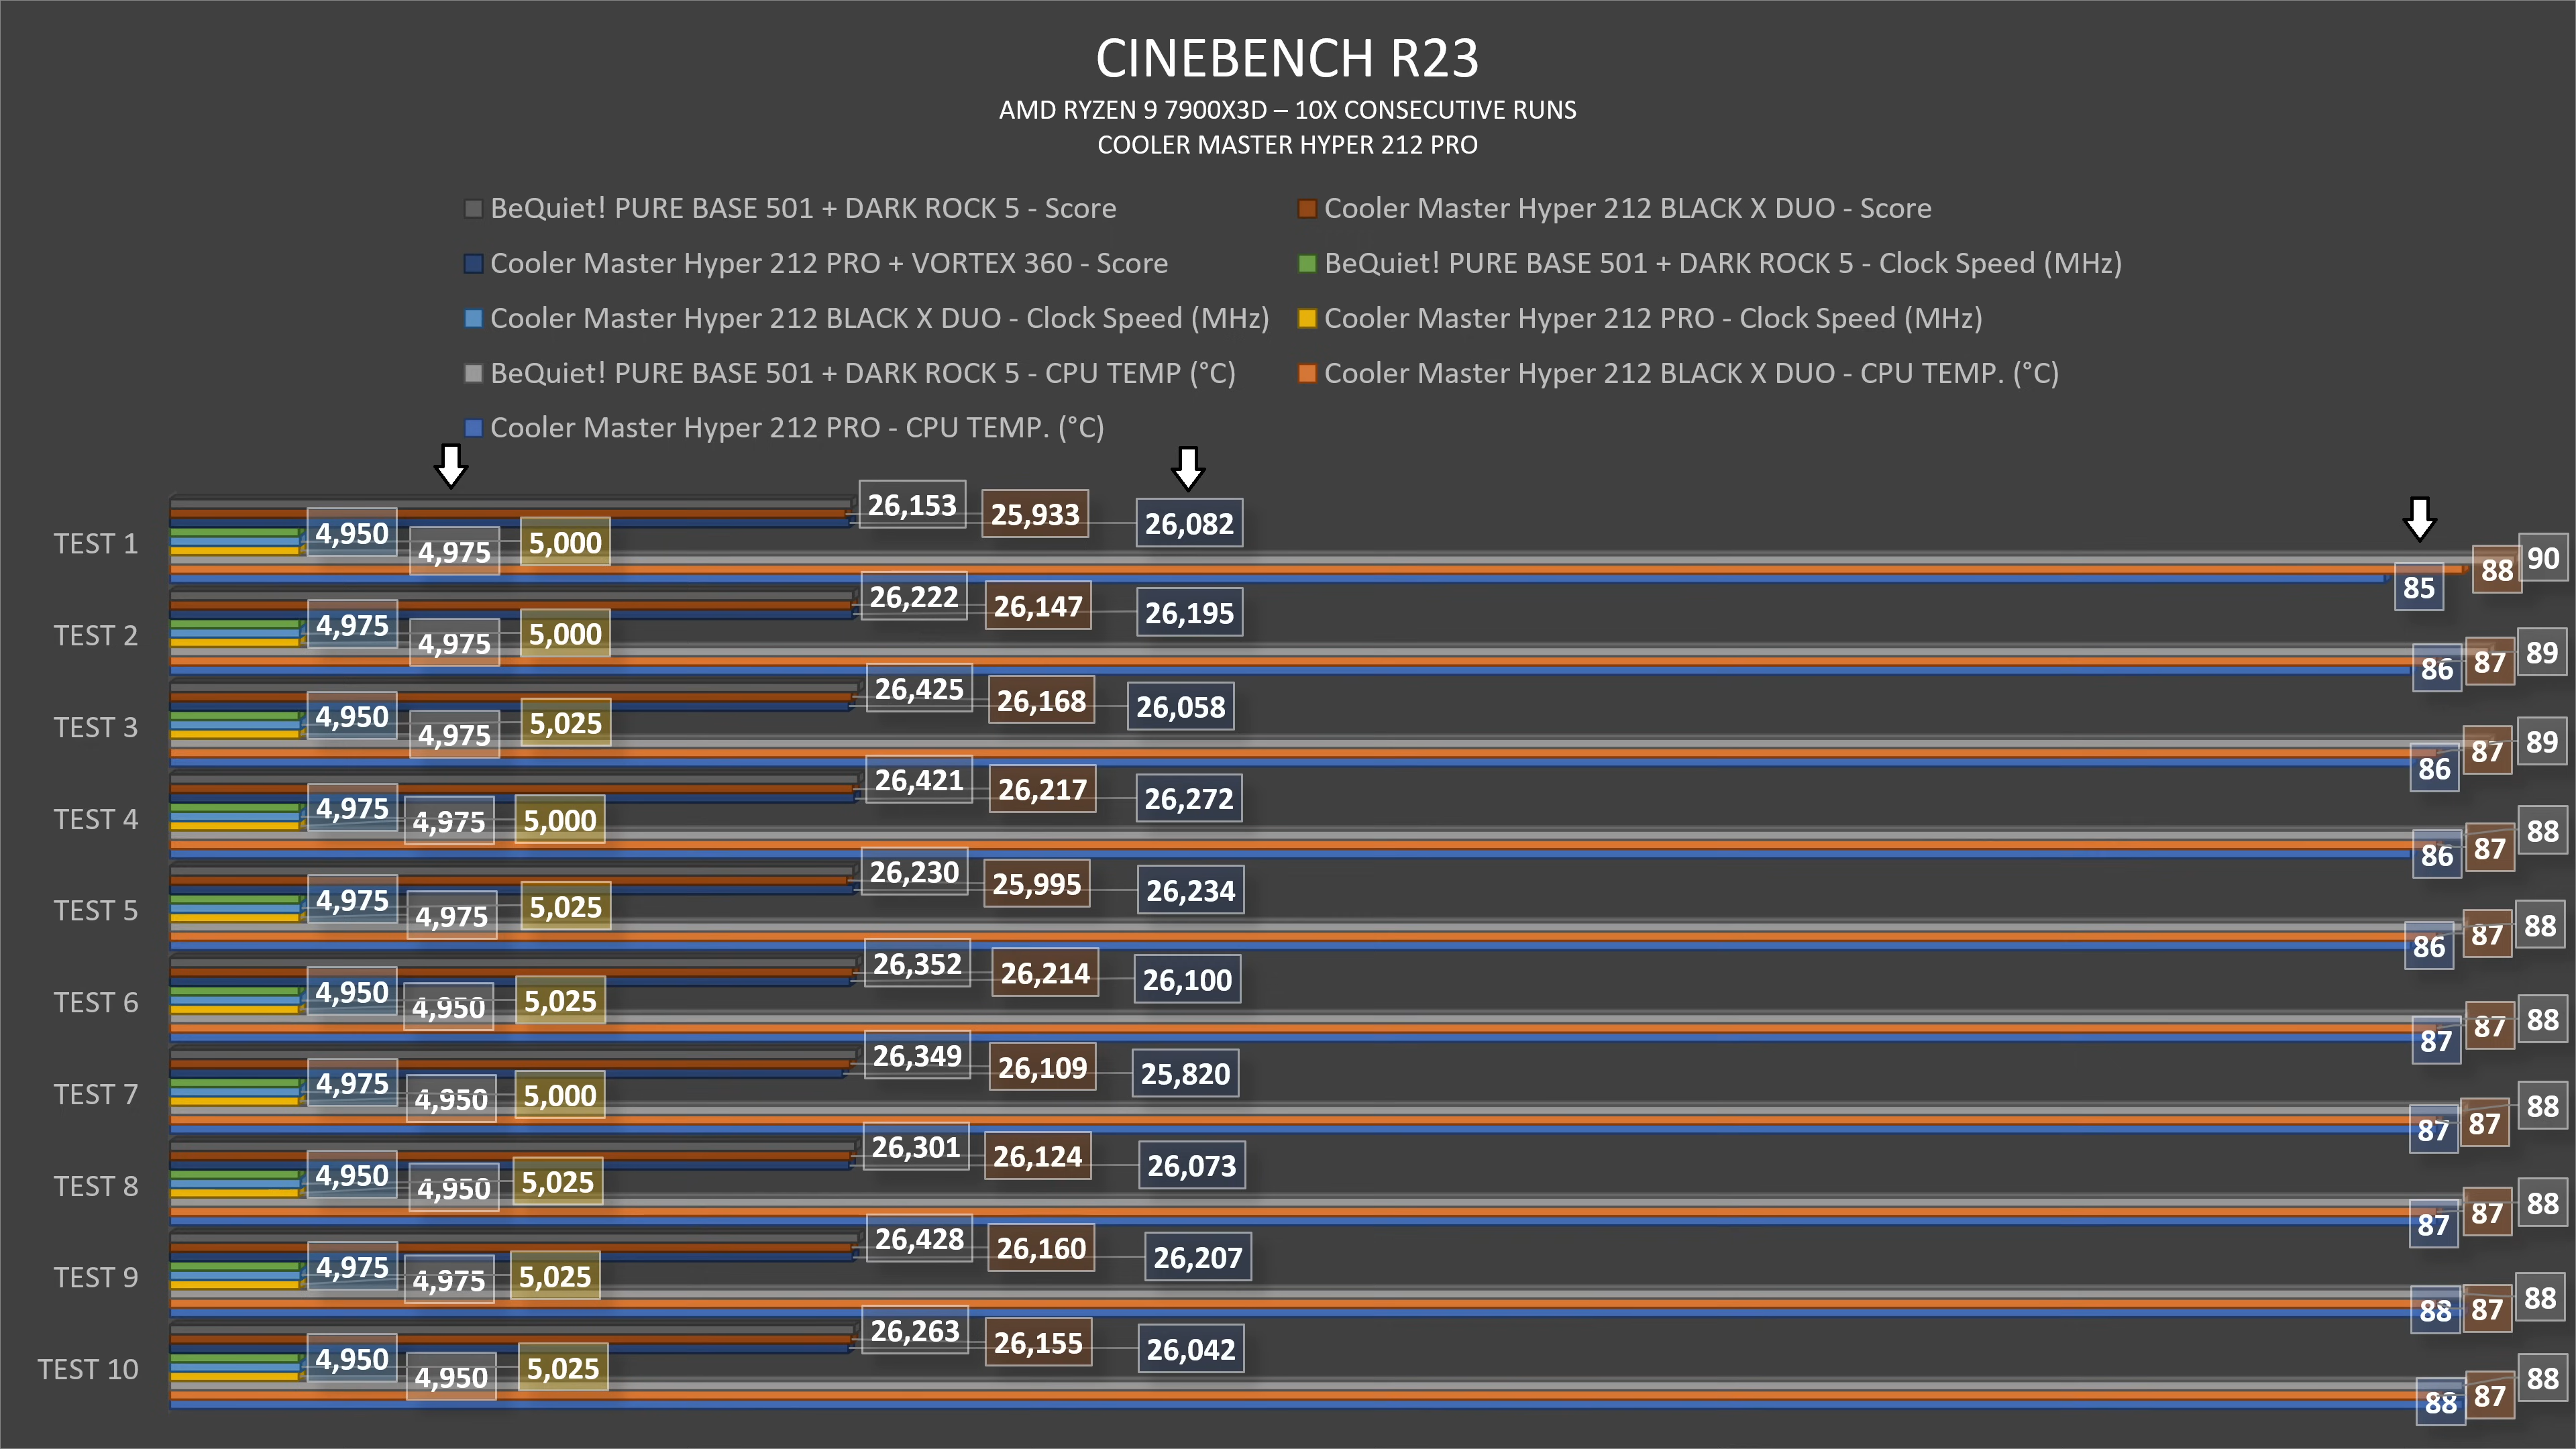 CINEBENCH R23
AMD RYZEN 9 7900X3D – 10X CONSECUTIVE RUNS
COOLER MASTER HYPER 212 PRO
BeQuiet! PURE BASE 501 + DARK ROCK 5 - Score
Cooler Master Hyper 212 BLACK X DUO - Score
Cooler Master Hyper 212 PRO + VORTEX 360 - Score
BeQuiet! PURE BASE 501 + DARK ROCK 5 - Clock Speed (MHz)
Cooler Master Hyper 212 BLACK X DUO - Clock Speed (MHz)
Cooler Master Hyper 212 PRO - Clock Speed (MHz)
BeQuiet! PURE BASE 501 + DARK ROCK 5 - CPU TEMP (°C)
Cooler Master Hyper 212 BLACK X DUO - CPU TEMP. (°C)
Cooler Master Hyper 212 PRO - CPU TEMP. (°C)
TEST 1 4,950 4,975 5,000 26,153 25,933 26,082 85 88 90
TEST 2 4,975 4,975 5,000 26,222 26,147 26,195 86 87 89
TEST 3 4,950 4,975 5,025 26,425 26,168 26,058 86 87 89
TEST 4 4,975 4,975 5,000 26,421 26,217 26,272 86 87 88
TEST 5 4,975 4,975 5,025 26,230 25,995 26,234 86 87 88
TEST 6 4,950 4,950 5,025 26,352 26,214 26,100 87 87 88
TEST 7 4,975 4,950 5,000 26,349 26,109 25,820 87 87 88
TEST 8 4,950 4,950 5,025 26,301 26,124 26,073 87 87 88
TEST 9 4,975 4,975 5,025 26,428 26,160 26,207 88 87 88
TEST 10 4,950 4,950 5,025 26,263 26,155 26,042 88 87 88